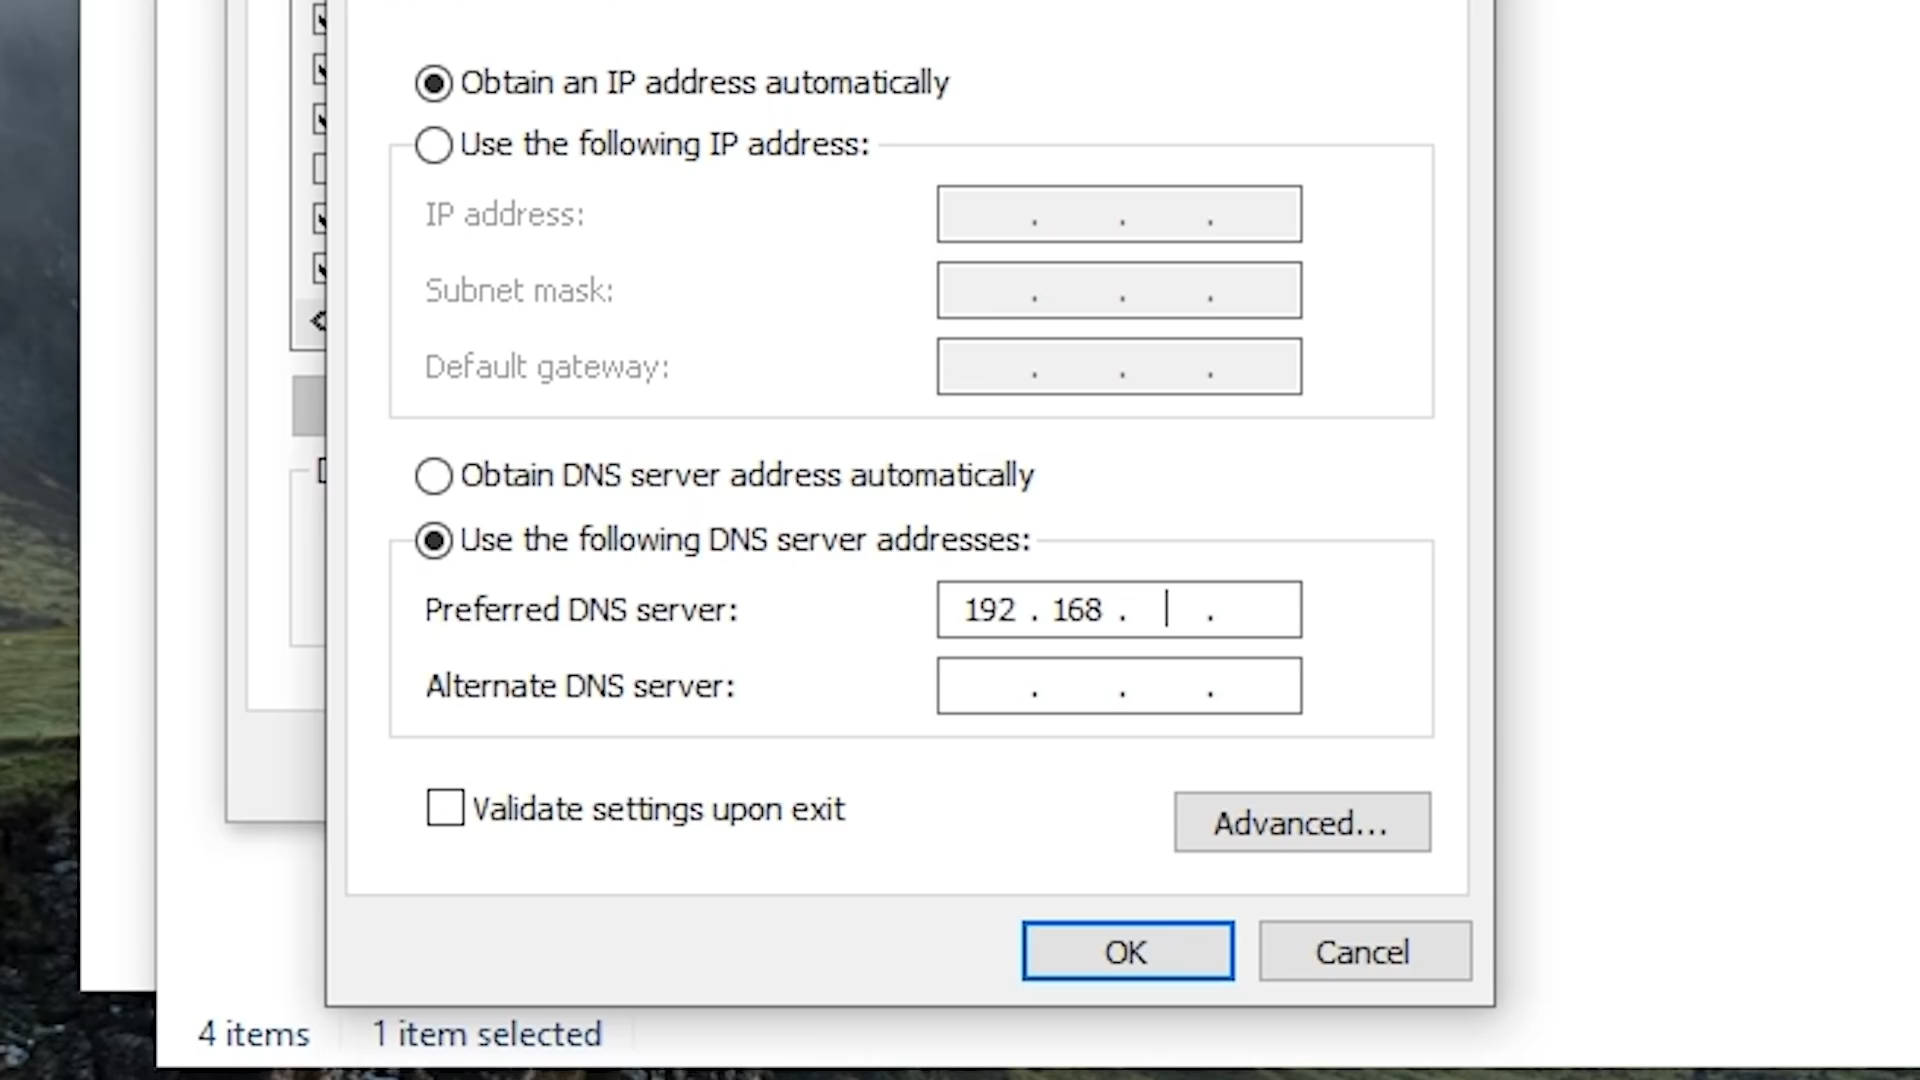 Obtain an IP address automatically
Use the following IP address:
IP address: . . .
Subnet mask: . . .
Default gateway: . . .
Obtain DNS server address automatically
Use the following DNS server addresses:
Preferred DNS server: 192 . 168 . .
Alternate DNS server: . . .
Validate settings upon exit
Advanced...
OK Cancel
4 items 1 item selected